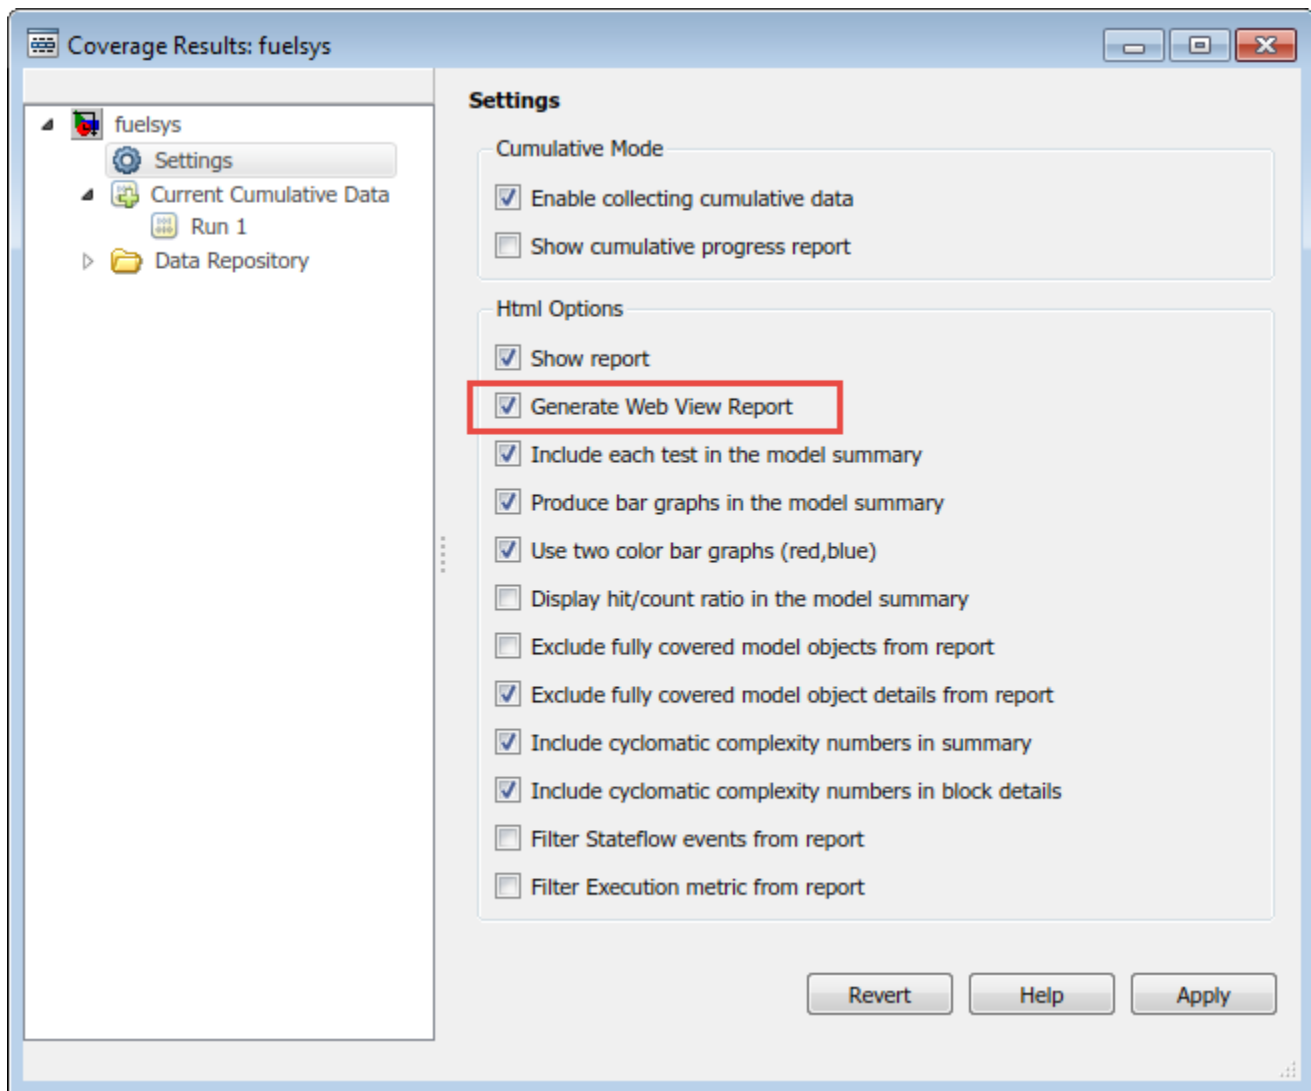 Coverage Results: fuelsys
fuelsys
Settings
Current Cumulative Data
Run 1
Data Repository
Settings
Cumulative Mode
Enable collecting cumulative data
Show cumulative progress report
Html Options
Show report
Generate Web View Report
Include each test in the model summary
Produce bar graphs in the model summary
Use two color bar graphs (red,blue)
Display hit/count ratio in the model summary
Exclude fully covered model objects from report
Exclude fully covered model object details from report
Include cyclomatic complexity numbers in summary
Include cyclomatic complexity numbers in block details
Filter Stateflow events from report
Filter Execution metric from report
Revert Help Apply